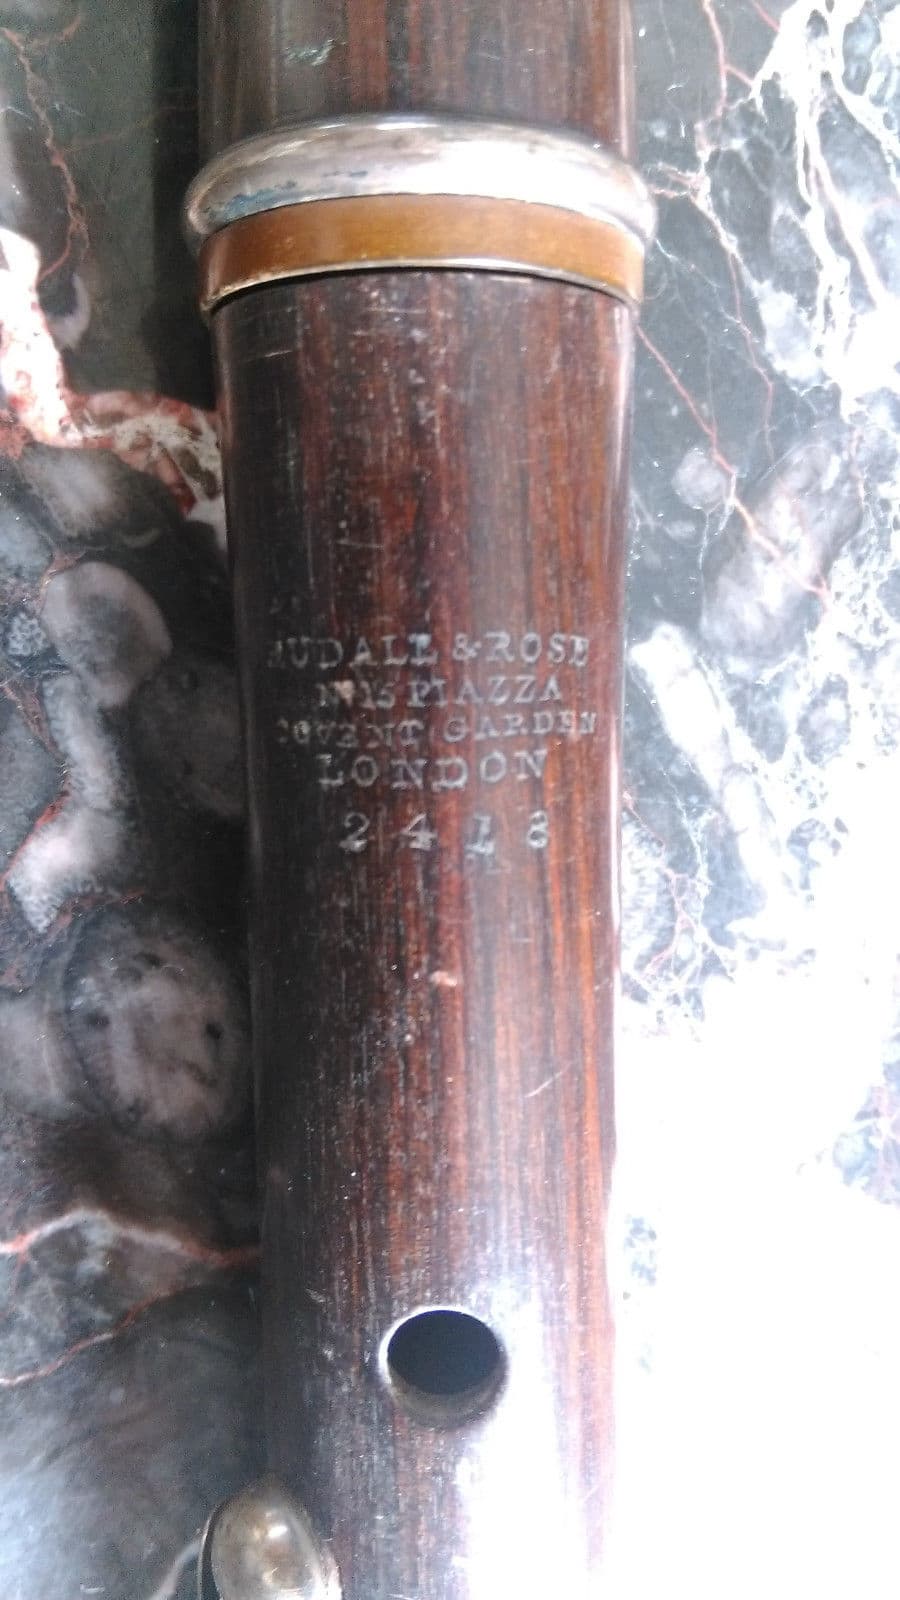 RUDALL & ROSE
No 15 PIAZZA
COVENT GARDEN
LONDON
2418